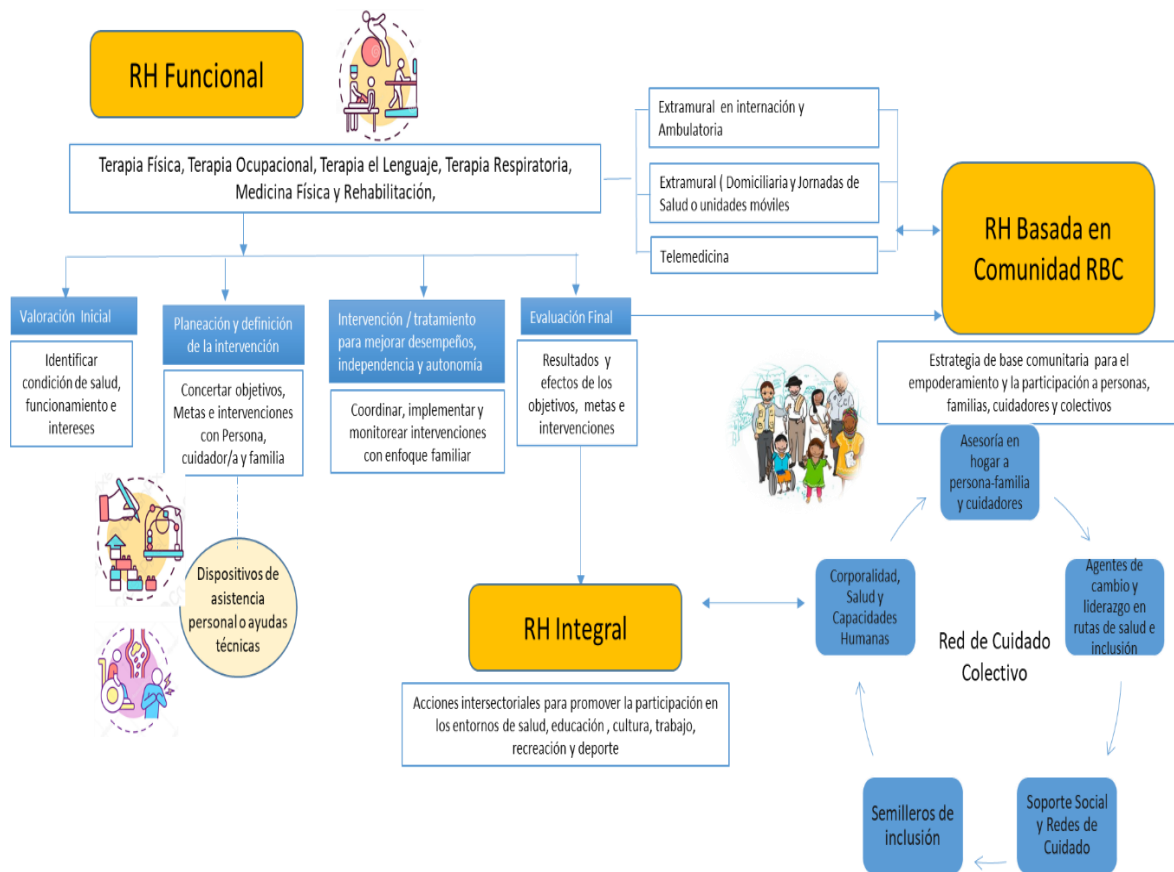 RH Funcional
Terapia Física, Terapia Ocupacional, Terapia el Lenguaje, Terapia Respiratoria,
Medicina Física y Rehabilitación,
Extramural en internación y
Ambulatoria
Extramural ( Domiciliaria y Jornadas de
Salud o unidades móviles
Telemedicina
RH Basada en
Comunidad RBC
Estrategia de base comunitaria para el
empoderamiento y la participación a personas,
familias, cuidadores y colectivos
Valoración Inicial
Identificar
condición de salud,
funcionamiento e
intereses
Planeación y definición
de la intervención
Concertar objetivos,
Metas e intervenciones
con Persona,
cuidador/a y familia
Intervención / tratamiento
para mejorar desempeños,
independencia y autonomía
Coordinar, implementar y
monitorear intervenciones
con enfoque familiar
Evaluación Final
Resultados y
efectos de los
objetivos, metas e
intervenciones
Dispositivos de
asistencia
personal o ayudas
técnicas
RH Integral
Acciones intersectoriales para promover la participación en
los entornos de salud, educación , cultura, trabajo,
recreación y deporte
Asesoría en
hogar a
persona-familia
y cuidadores
Agentes de
cambio y
liderazgo en
rutas de salud e
inclusión
Soporte Social
y Redes de
Cuidado
Semilleros de
inclusión
Corporalidad,
Salud y
Capacidades
Humanas
Red de Cuidado
Colectivo